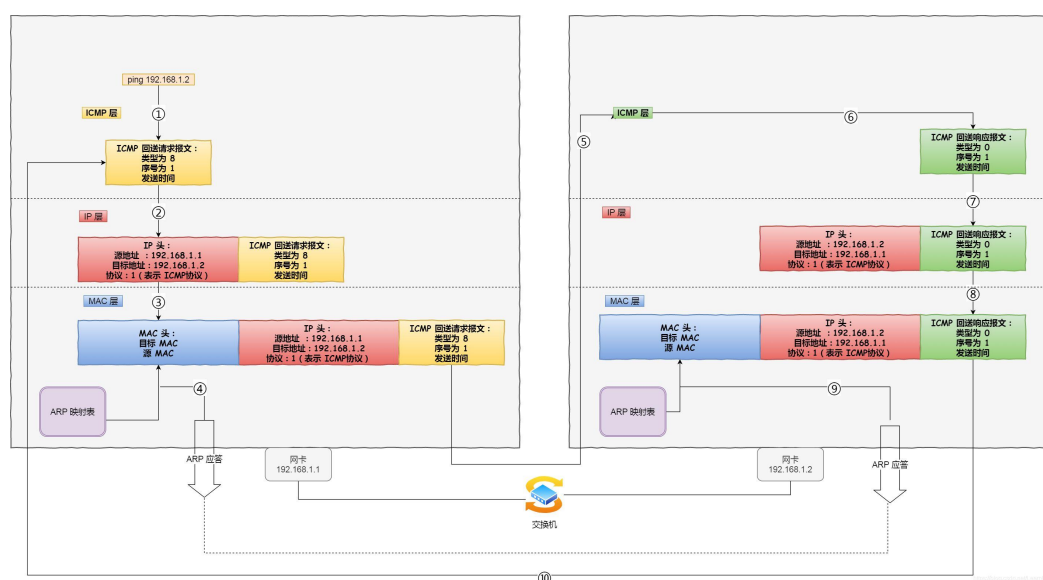 ping 192.168.1.2
①
ICMP 层
ICMP 回送请求报文：
类型为 8
序号为 1
发送时间
②
IP 层
IP 头：
源地址 ：192.168.1.1
目标地址：192.168.1.2
协议：1（表示 ICMP协议）
ICMP 回送请求报文：
类型为 8
序号为 1
发送时间
③
MAC 层
MAC 头：
目标 MAC
源 MAC
IP 头：
源地址 ：192.168.1.1
目标地址：192.168.1.2
协议：1（表示 ICMP协议）
ICMP 回送请求报文：
类型为 8
序号为 1
发送时间
④
ARP 映射表
ARP 应答
网卡
192.168.1.1
交换机
⑤
ICMP 层
⑥
ICMP 回送响应报文：
类型为 0
序号为 1
发送时间
⑦
IP 层
IP 头：
源地址 ：192.168.1.2
目标地址：192.168.1.1
协议：1（表示 ICMP协议）
ICMP 回送响应报文：
类型为 0
序号为 1
发送时间
⑧
MAC 层
MAC 头：
目标 MAC
源 MAC
IP 头：
源地址 ：192.168.1.2
目标地址：192.168.1.1
协议：1（表示 ICMP协议）
ICMP 回送响应报文：
类型为 0
序号为 1
发送时间
⑨
ARP 映射表
ARP 应答
网卡
192.168.1.2
⑩